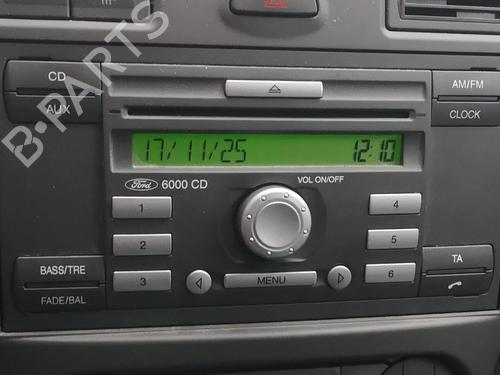 CD
AUX
AM/FM
CLOCK
17/11/25 12:10
Ford 6000 CD
VOL ON/OFF
1
2
3
4
5
6
MENU
BASS/TRE
FADE/BAL
TA
B-PARTS